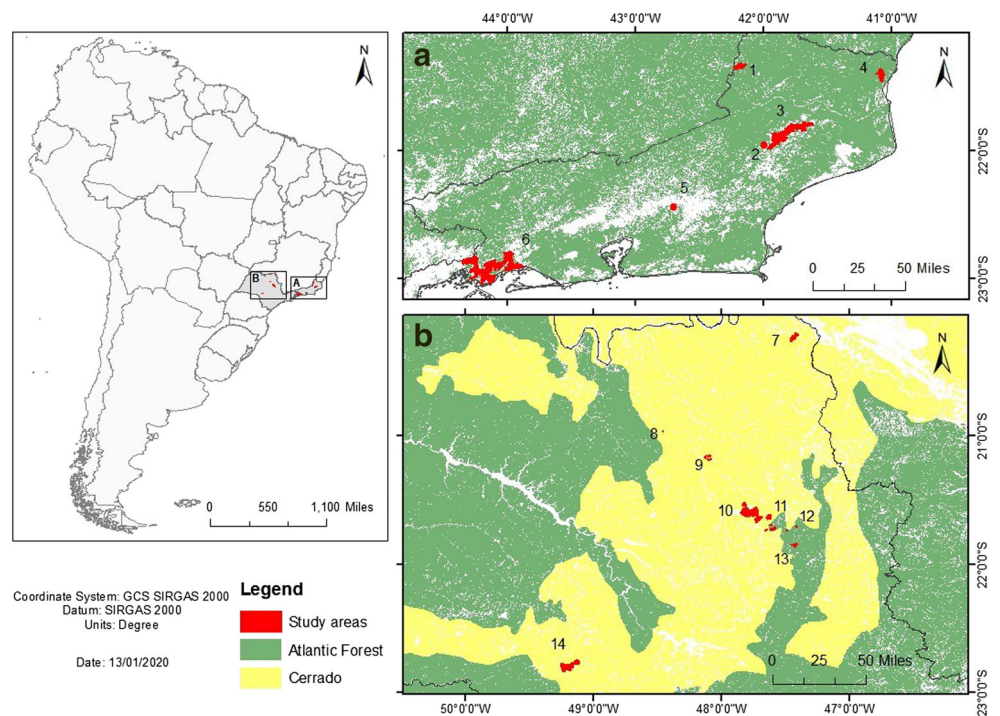 N
B
A
0 550 1,100 Miles
Coordinate System: GCS SIRGAS 2000
Datum: SIRGAS 2000
Units: Degree
Date: 13/01/2020
Legend
Study areas
Atlantic Forest
Cerrado
44°0'0"W 43°0'0"W 42°0'0"W 41°0'0"W
a
N
1
4
3
2
5
6
22°0'0"S
23°0'0"S
0 25 50 Miles
b
N
7
8
9
10
11
12
13
14
21°0'0"S
22°0'0"S
23°0'0"S
0 25 50 Miles
50°0'0"W 49°0'0"W 48°0'0"W 47°0'0"W